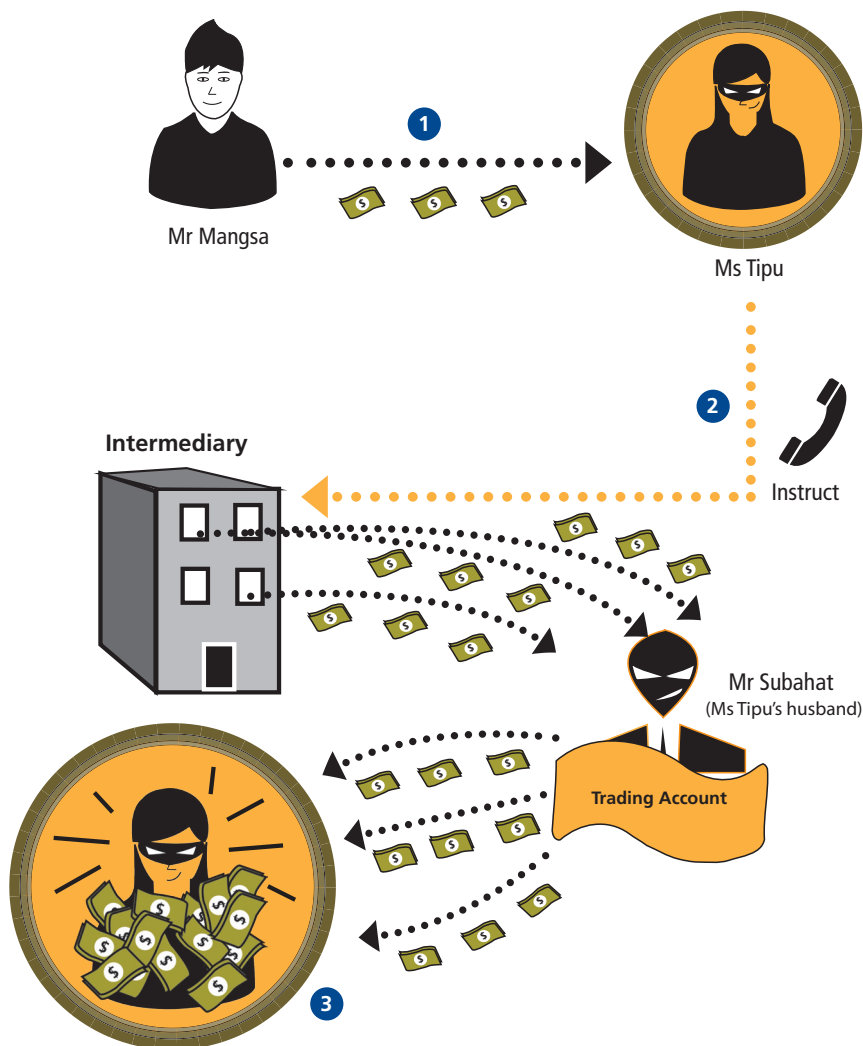 1
Mr Mangsa
Ms Tipu
2
Instruct
Intermediary
Mr Subahat
(Ms Tipu's husband)
Trading Account
3